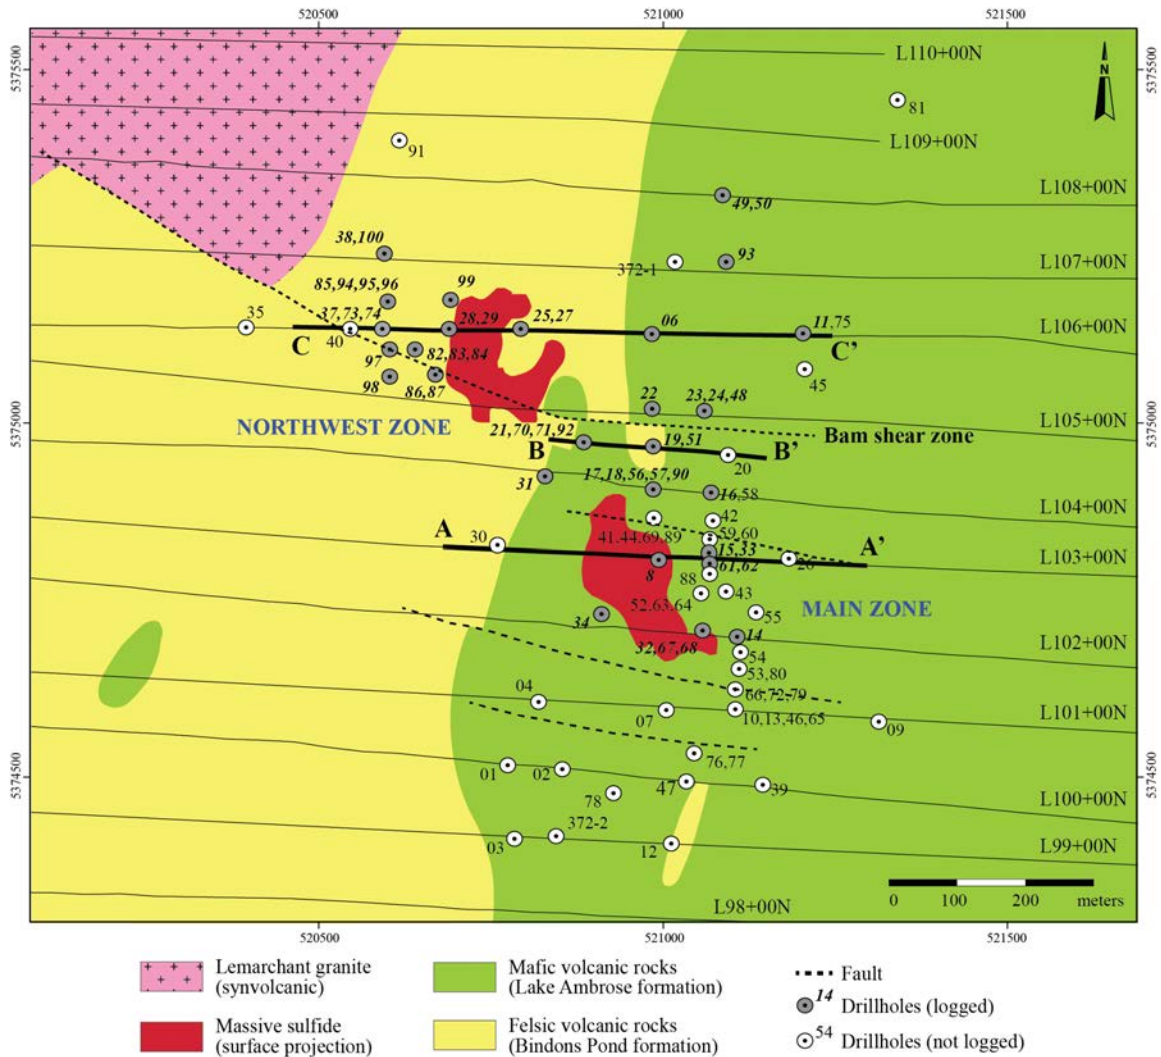 520500
521000
521500
5375500
5375500
L110+00N
N
81
L109+00N
91
L108+00N
49,50
38,100
L107+00N
372-1
93
85,94,95,96
99
35
37,73,74
28,29
25,27
06
11,75
L106+00N
C
40
C’
97
82,83,84
45
98
86,87
22
23,24,48
L105+00N
5375000
NORTHWEST ZONE
21,70,71,92
19,51
Bam shear zone
5375000
B
B’
20
31
17,18,56,57,90
16,58
L104+00N
A
42
30
41.44.69,89
59,60
15,33
A’
L103+00N
8
61,62
26
88
52.63.64
43
MAIN ZONE
34
55
L102+00N
32,67,68
14
54
53,80
04
66,72,79
L101+00N
07
10,13,46,65
09
76,77
5374500
01
02
47
39
5374500
78
L100+00N
372-2
03
12
L99+00N
0 100 200
meters
L98+00N
520500
521000
521500
Lemarchant granite
(synvolcanic)
Mafic volcanic rocks
(Lake Ambrose formation)
Fault
14 Drillholes (logged)
Massive sulfide
(surface projection)
Felsic volcanic rocks
(Bindons Pond formation)
54 Drillholes (not logged)